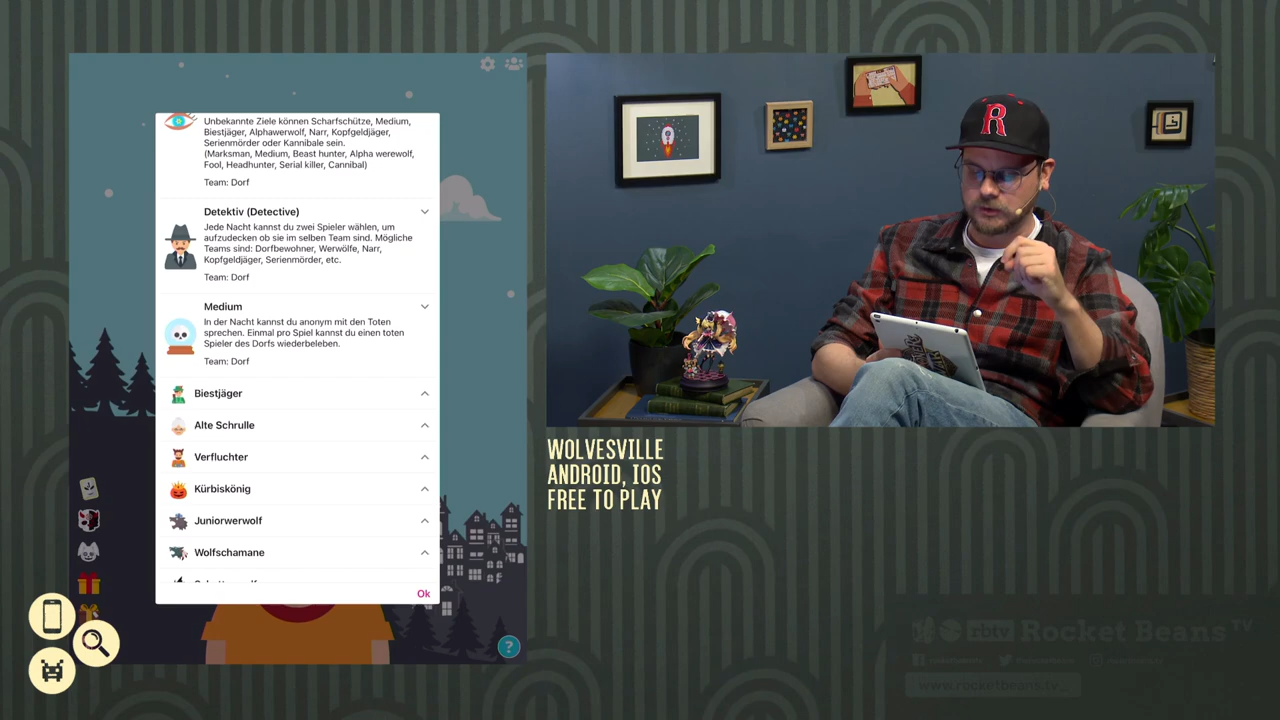 Unbekannte Ziele können Scharfschütze, Medium,
Biestjäger, Alphawerwolf, Narr, Kopfgeldjäger,
Serienmörder oder Kannibale sein.
(Marksman, Medium, Beast hunter, Alpha werewolf,
Fool, Headhunter, Serial killer, Cannibal)
Team: Dorf
Detektiv (Detective)
Jede Nacht kannst du zwei Spieler wählen, um
aufzudecken ob sie im selben Team sind. Mögliche
Teams sind: Dorfbewohner, Werwölfe, Narr,
Kopfgeldjäger, Serienmörder, etc.
Team: Dorf
Medium
In der Nacht kannst du anonym mit den Toten
sprechen. Einmal pro Spiel kannst du einen toten
Spieler des Dorfs wiederbeleben.
Team: Dorf
Biestjäger
Alte Schrulle
Verfluchter
Kürbiskönig
Juniorwerwolf
Wolfschamane
Ok
?
R
WOLVESVILLE
ANDROID, IOS
FREE TO PLAY
rbtv Rocket Beans TV
www.rocketbeans.tv_